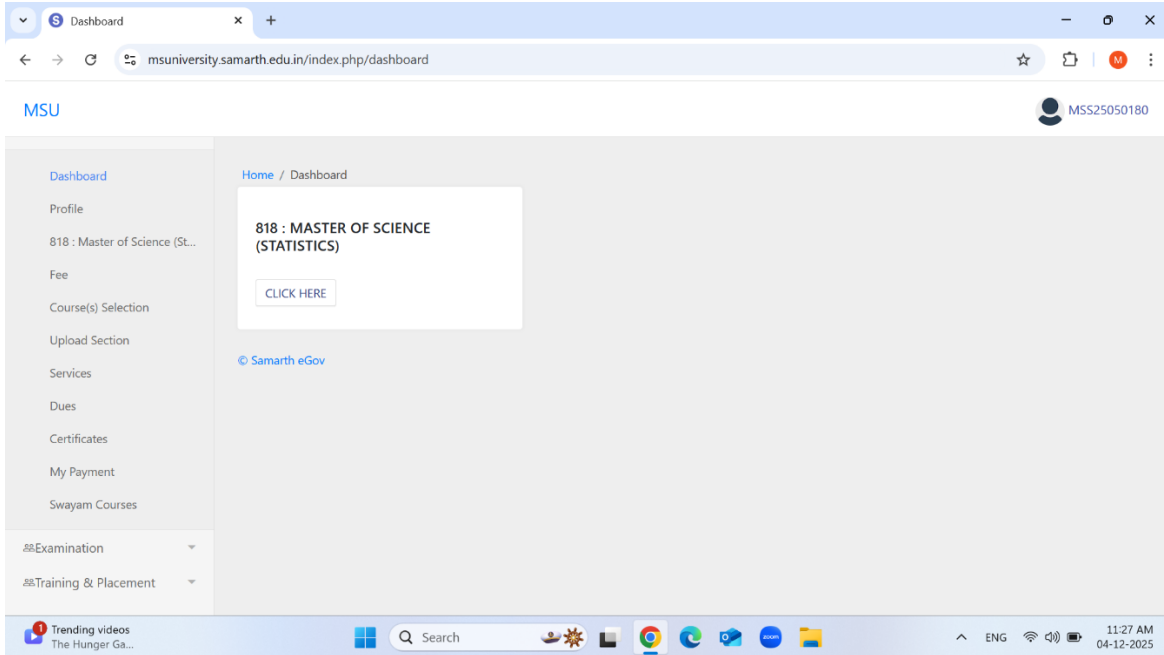 Dashboard
msuniversity.samarth.edu.in/index.php/dashboard
M
MSU
MSS25050180
Dashboard
Profile
818 : Master of Science (St...
Fee
Course(s) Selection
Upload Section
Services
Dues
Certificates
My Payment
Swayam Courses
Examination
Training & Placement
Home / Dashboard
818 : MASTER OF SCIENCE
(STATISTICS)
CLICK HERE
© Samarth eGov
1
Trending videos
The Hunger Ga...
Search
zoom
ENG
11:27 AM
04-12-2025